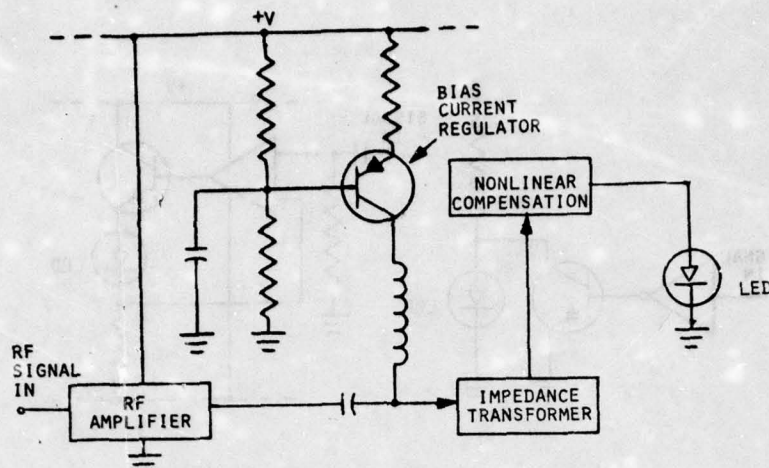 +V
BIAS
CURRENT
REGULATOR
NONLINEAR
COMPENSATION
LED
RF
SIGNAL
IN
RF
AMPLIFIER
IMPEDANCE
TRANSFORMER